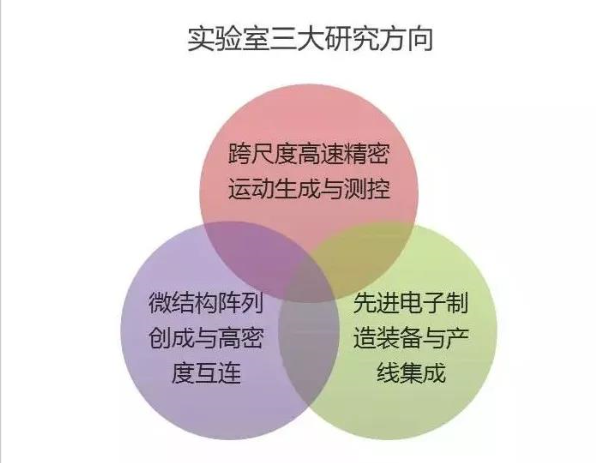 实验室三大研究方向
跨尺度高速精密
运动生成与测控
微结构阵列
创成与高密
度互连
先进电子制
造装备与产
线集成